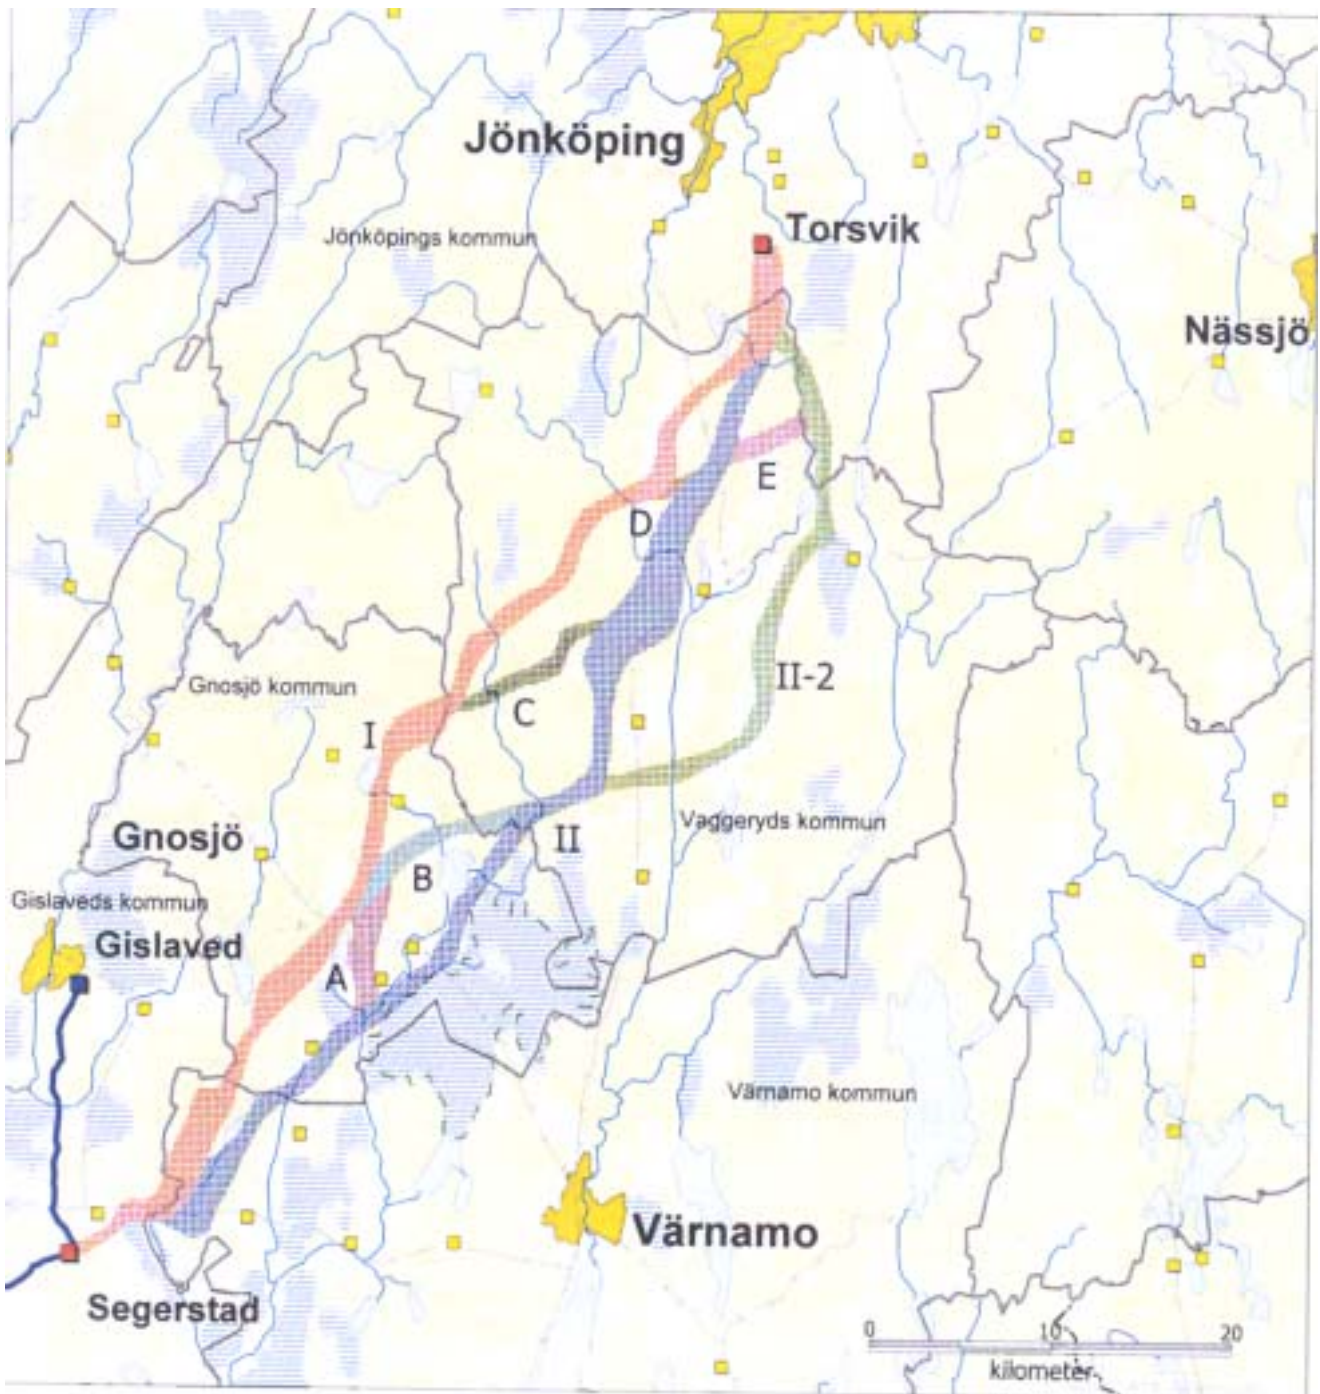 Jönköping
Torsvik
Jönköpings kommun
Nässjö
E
D
II-2
Gnosjö kommun
C
I
Vaggeryds kommun
Gnosjö
II
B
Gislaveds kommun
Gislaved
A
Värnamo kommun
Värnamo
Segerstad
0 10 20
kilometer